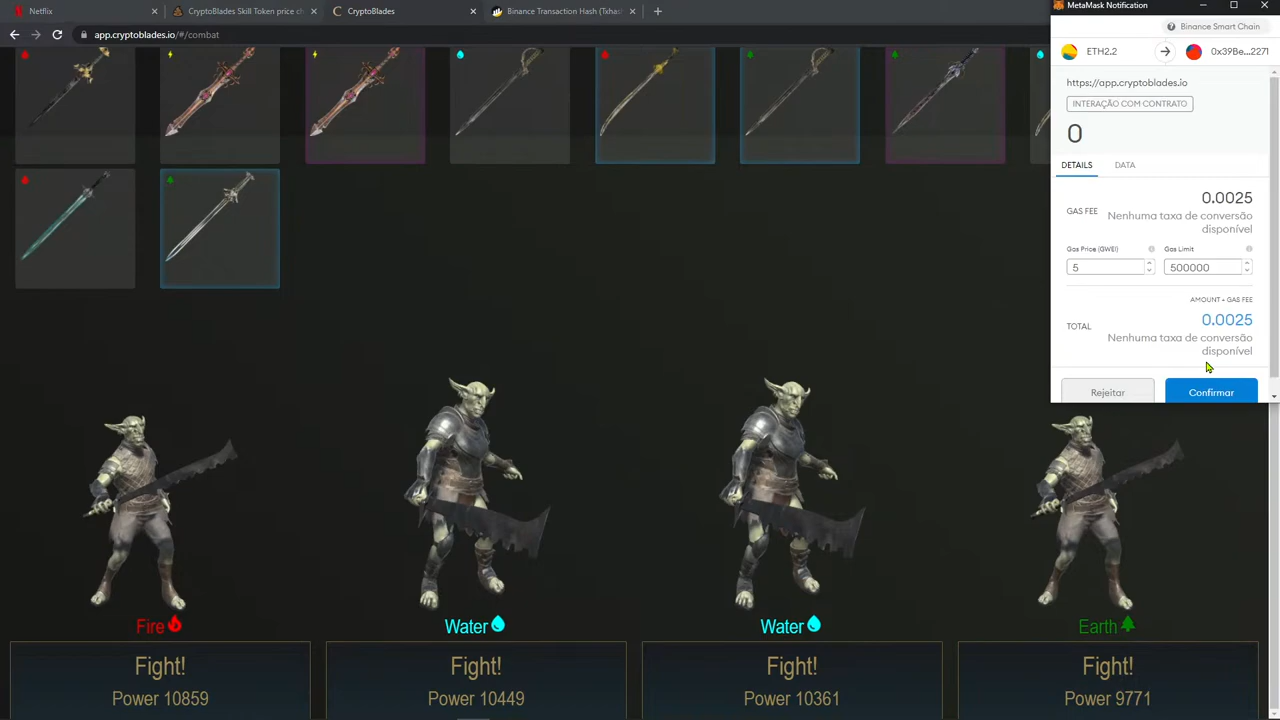 Netflix
CryptoBlades Skill Token price ch
CryptoBlades
Binance Transaction Hash (Txhas
app.cryptoblades.io/#/combat
MetaMask Notification
Binance Smart Chain
ETH2.2
0x39Be...2271
https://app.cryptoblades.io
INTERAÇÃO COM CONTRATO
0
DETAILS DATA
GAS FEE
0.0025
Nenhuma taxa de conversão
disponível
Gas Price (GWEI) Gas Limit
5 500000
AMOUNT + GAS FEE
TOTAL
0.0025
Nenhuma taxa de conversão
disponível
Rejeitar Confirmar
Fire Water Water Earth
Fight! Fight! Fight! Fight!
Power 10859 Power 10449 Power 10361 Power 9771